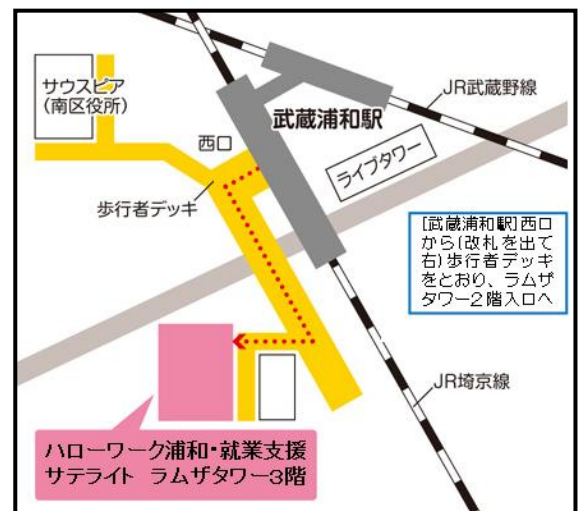 サウスピア
(南区役所)
JR武蔵野線
武蔵浦和駅
西口
ライブタワー
歩行者デッキ
[武蔵浦和駅]西口
から(改札を出て
右)歩行者デッキ
をとおり、ラムザ
タワー2階入口へ
JR埼京線
ハローワーク浦和・就業支援
サテライト ラムザタワー3階